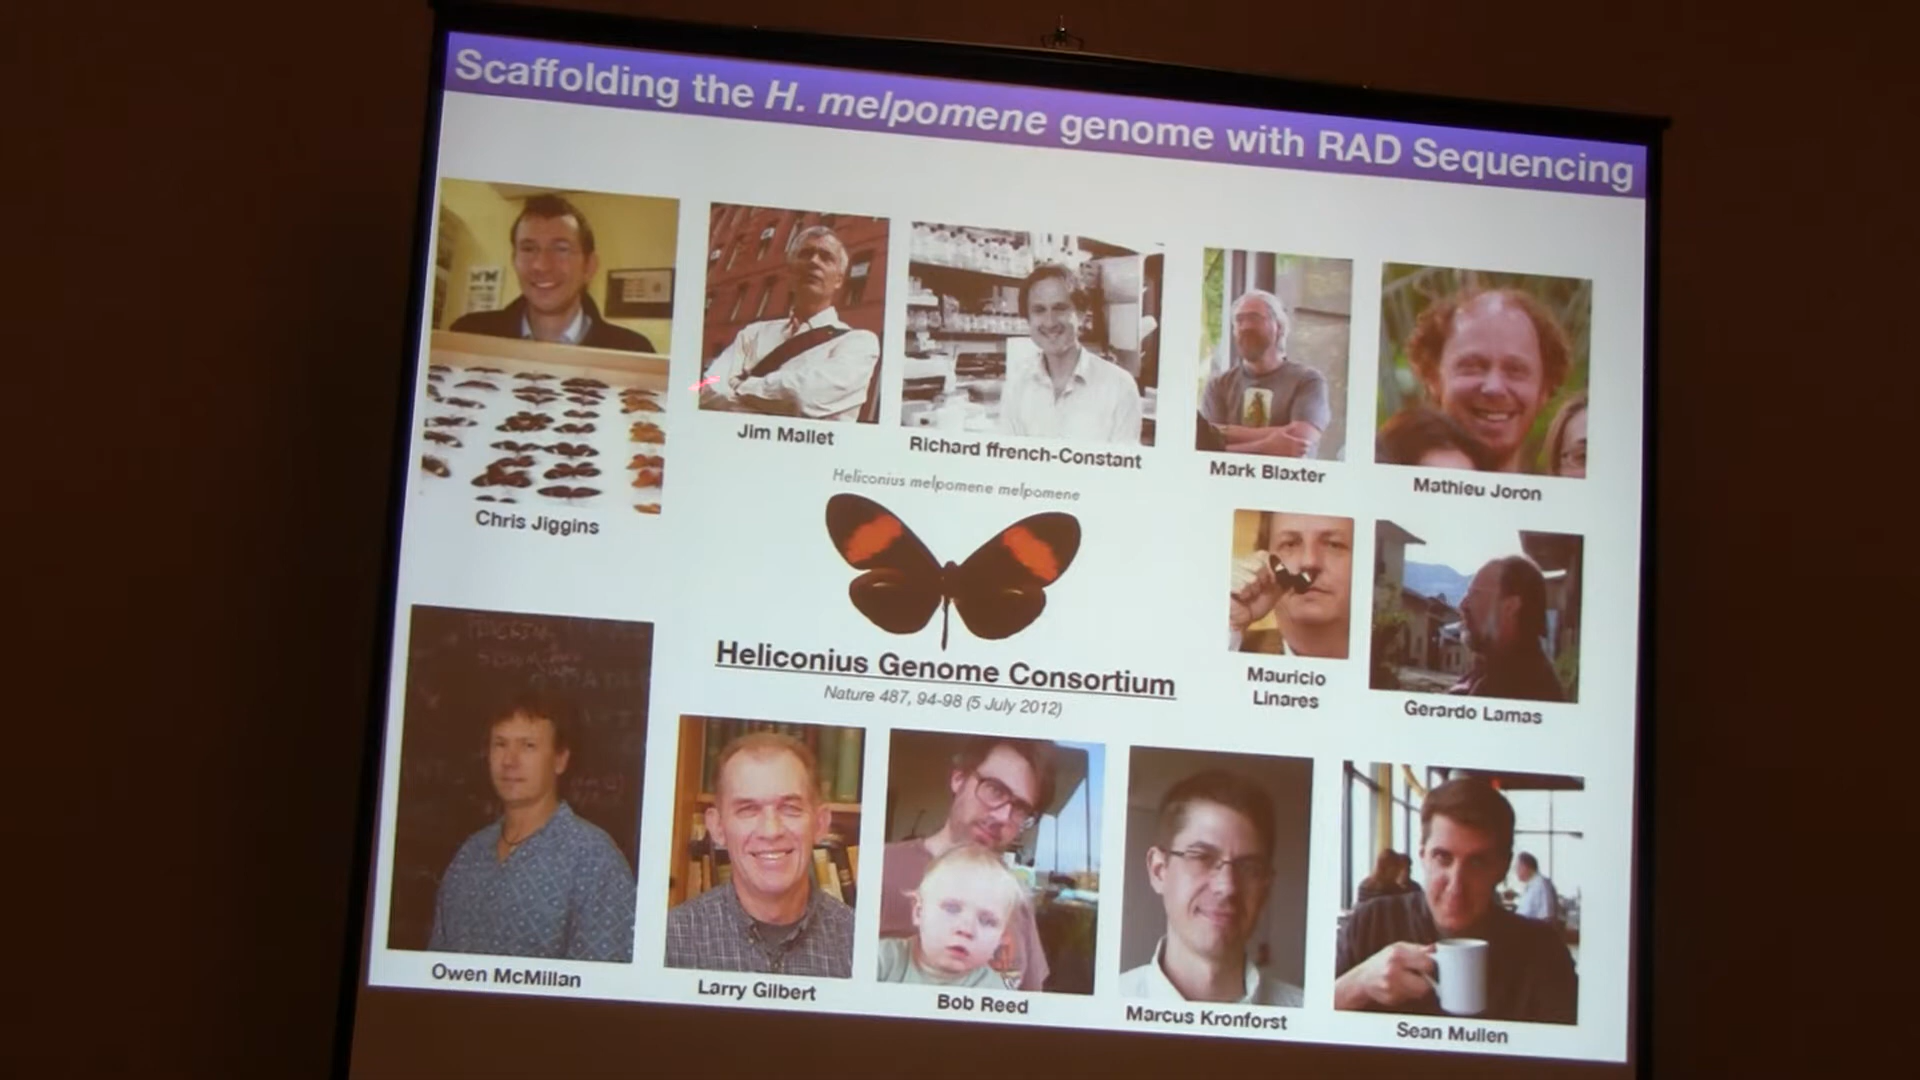 Scaffolding the H. melpomene genome with RAD Sequencing
Jim Mallet
Richard ffrench-Constant
Mark Blaxter
Mathieu Joron
Chris Jiggins
Heliconius melpomene melpomene
Heliconius Genome Consortium
Nature 487, 94-98 (5 July 2012)
Mauricio
Linares
Gerardo Lamas
Owen McMillan
Larry Gilbert
Bob Reed
Marcus Kronforst
Sean Mullen